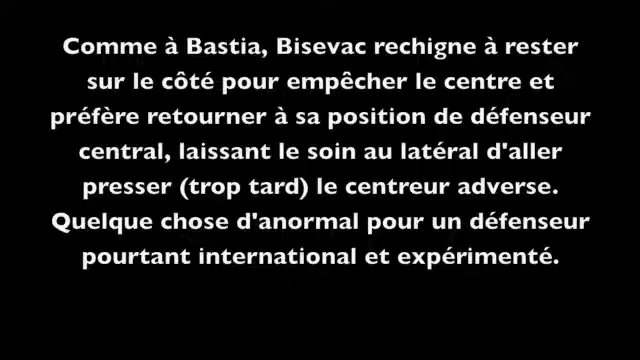 Comme à Bastia, Bisevac rechigne à rester
sur le côté pour empêcher le centre et
préfère retourner à sa position de défenseur
central, laissant le soin au latéral d'aller
presser (trop tard) le centreur adverse.
Quelque chose d'anormal pour un défenseur
pourtant international et expérimenté.